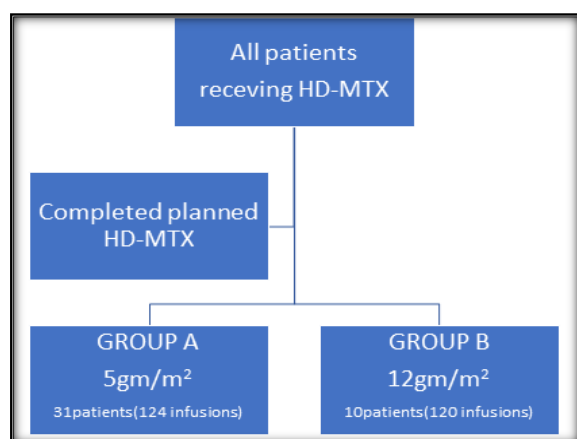 All patients
receving HD-MTX
Completed planned
HD-MTX
GROUP A
5gm/m²
31patients(124 infusions)
GROUP B
12gm/m²
10patients(120 infusions)